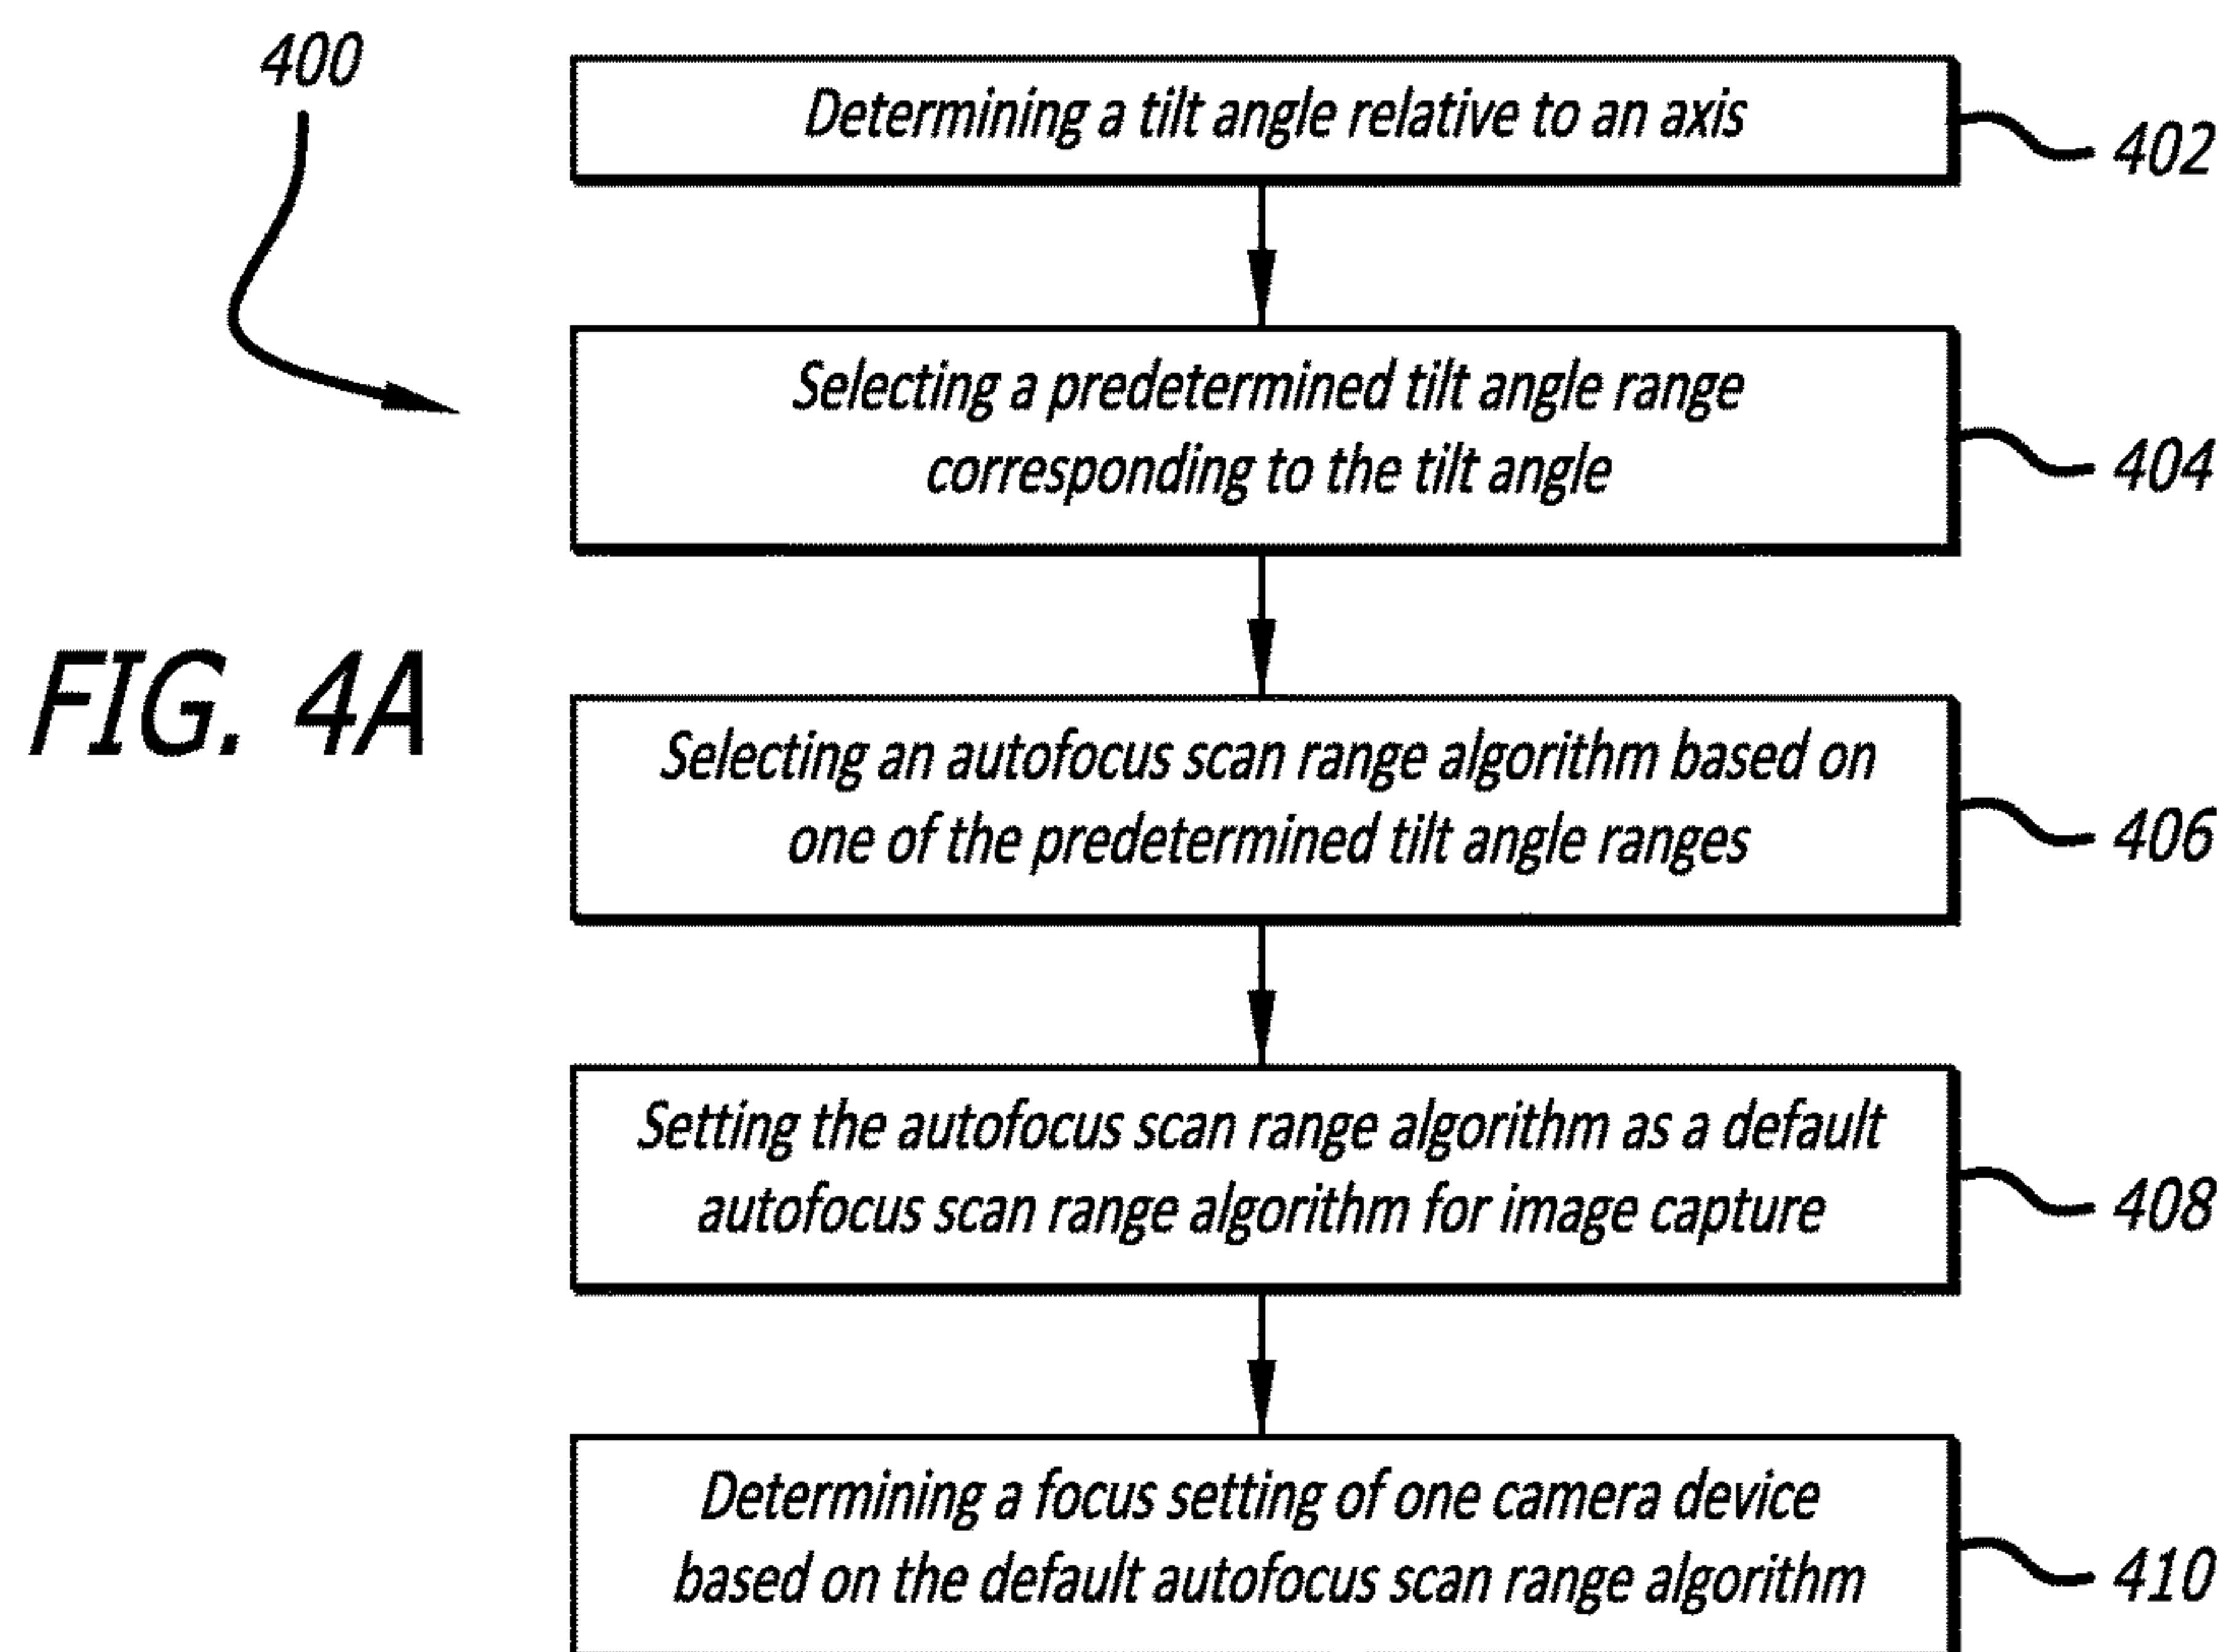 400
Determining a tilt angle relative to an axis
402
Selecting a predetermined tilt angle range
corresponding to the tilt angle
404
FIG. 4A
Selecting an autofocus scan range algorithm based on
one of the predetermined tilt angle ranges
406
Setting the autofocus scan range algorithm as a default
autofocus scan range algorithm for image capture
408
Determining a focus setting of one camera device
based on the default autofocus scan range algorithm
410